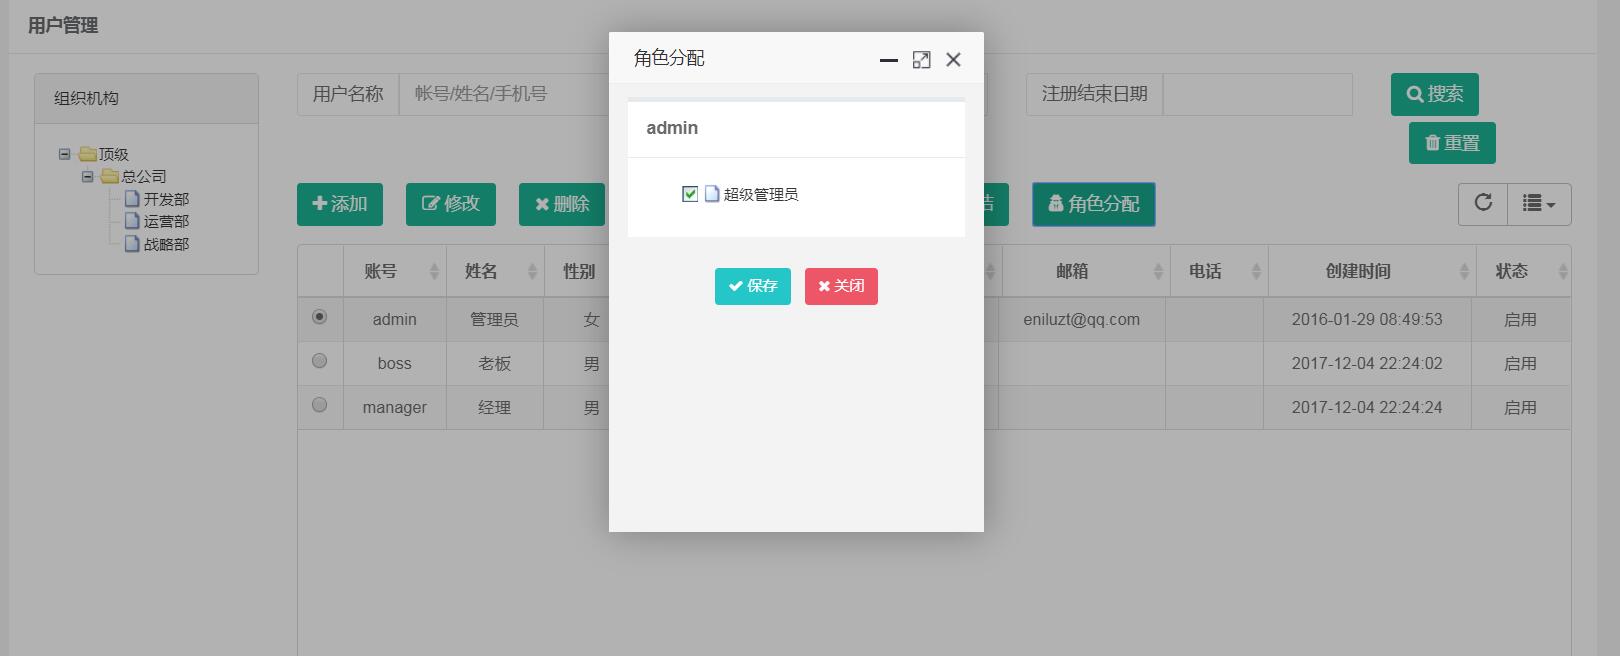 用户管理
组织机构
顶级
总公司
开发部
运营部
战略部
用户名称
帐号/姓名/手机号
注册结束日期
搜索
重置
添加
修改
删除
角色分配
账号
姓名
性别
邮箱
电话
创建时间
状态
admin 管理员 女 eniluzt@qq.com 2016-01-29 08:49:53 启用
boss 老板 男 2017-12-04 22:24:02 启用
manager 经理 男 2017-12-04 22:24:24 启用
角色分配
admin
超级管理员
保存
关闭